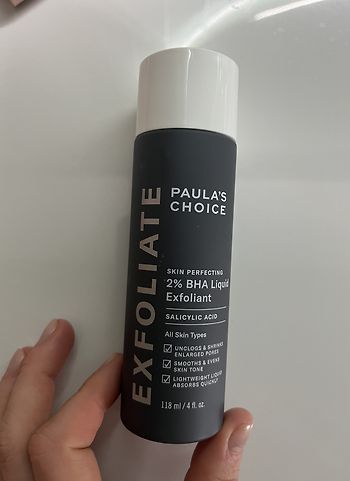 EXFOLIATE
PAULA'S
CHOICE
SKIN PERFECTING
2% BHA Liquid
Exfoliant
SALICYLIC ACID
All Skin Types
UNCLOGS & SHRINKS
ENLARGED PORES
SMOOTHS & EVENS
SKIN TONE
LIGHTWEIGHT LIQUID
ABSORBS QUICKLY
118 ml / 4 fl. oz.